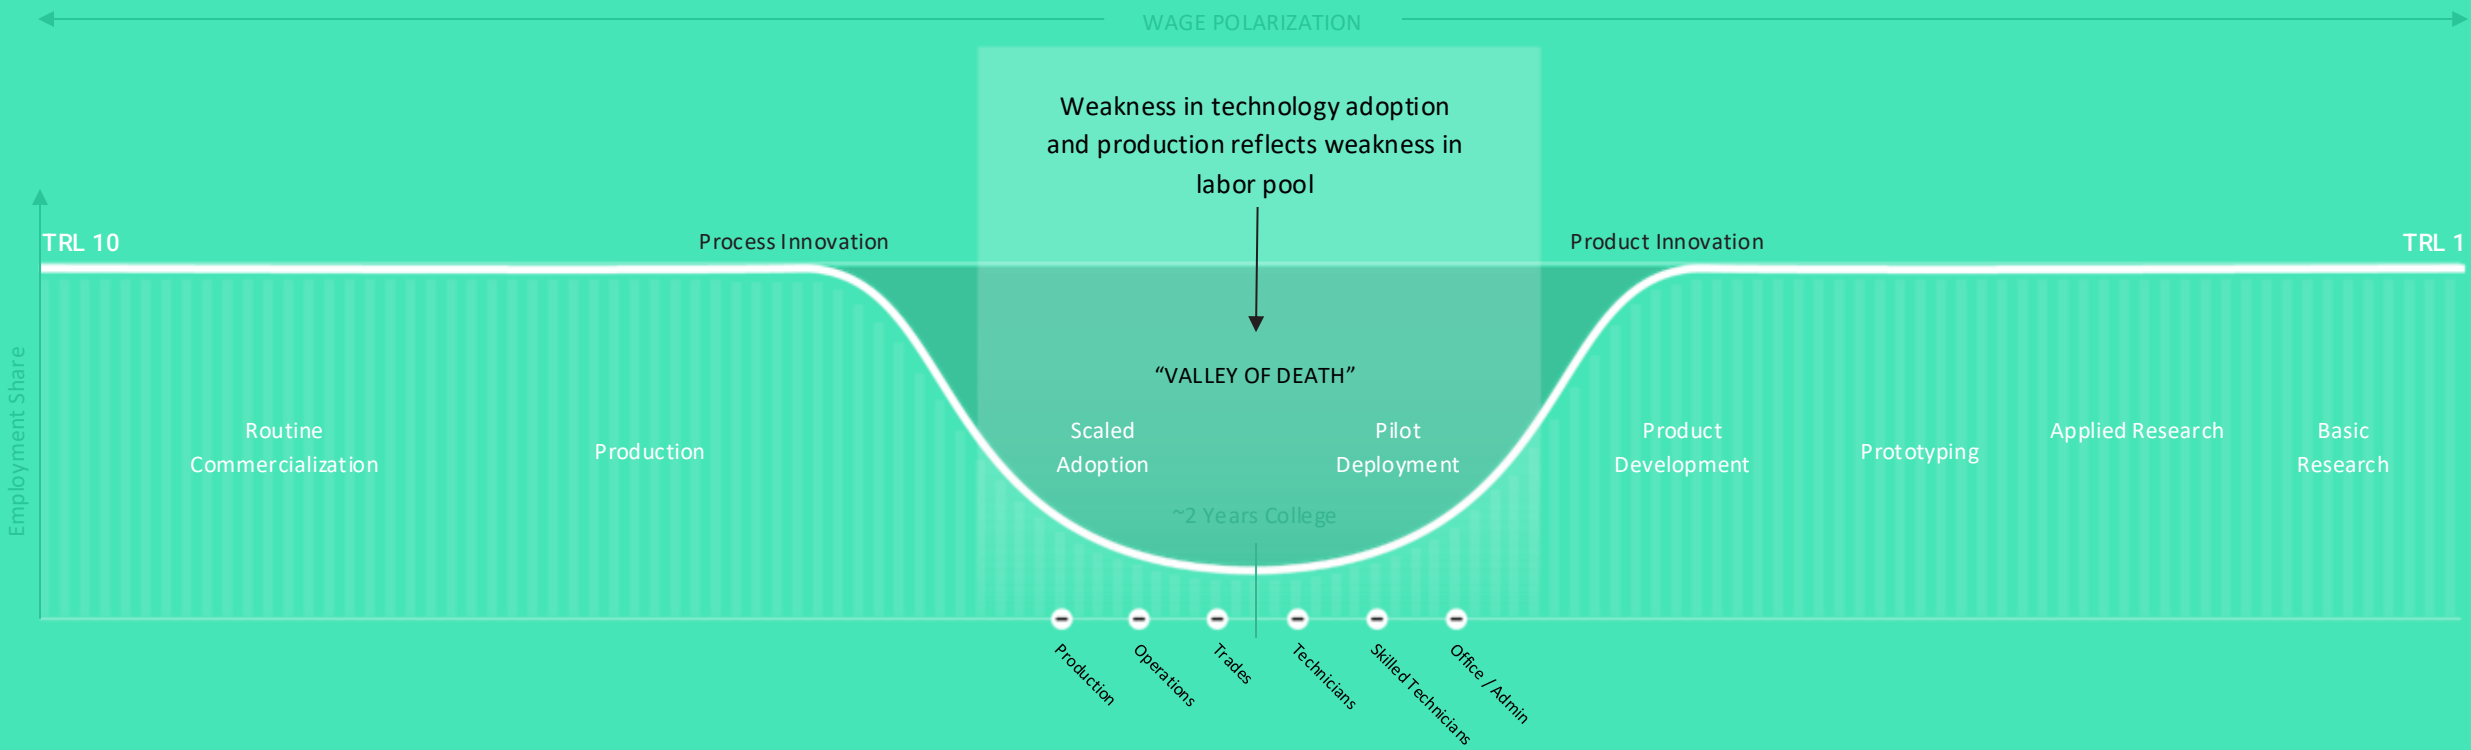 WAGE POLARIZATION
Weakness in technology adoption
and production reflects weakness in
labor pool
TRL 10
Process Innovation
Product Innovation
TRL 1
Employment Share
“VALLEY OF DEATH”
Routine
Commercialization
Production
Scaled
Adoption
Pilot
Deployment
Product
Development
Prototyping
Applied Research
Basic
Research
~2 Years College
Production
Operations
Trades
Technicians
Skilled Technicians
Office / Admin